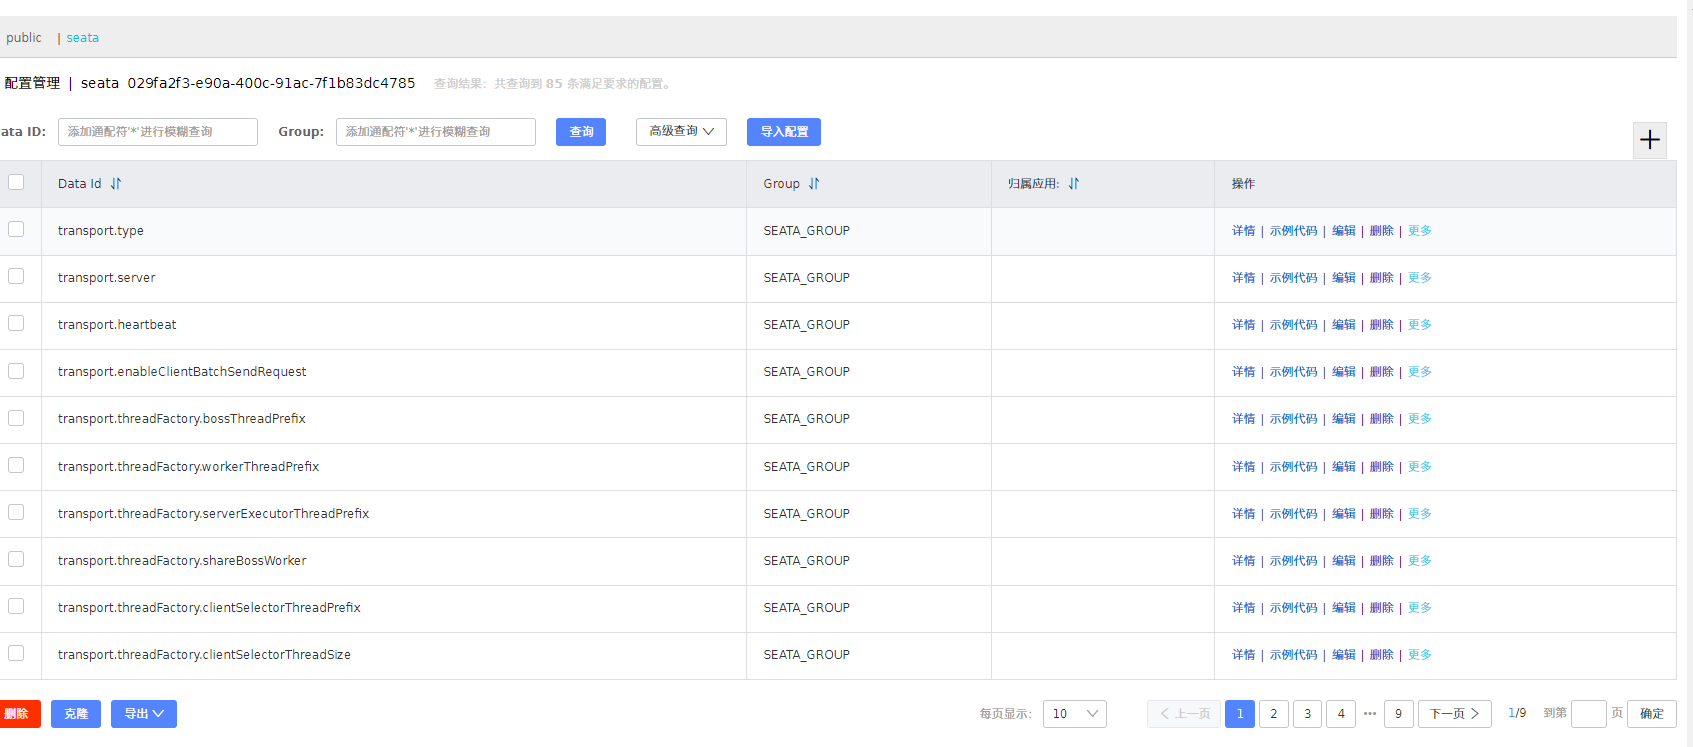 public | seata
配置管理 | seata 029fa2f3-e90a-400c-91ac-7f1b83dc4785 查询结果：共查询到 85 条满足要求的配置。
ata ID: 添加通配符'*'进行模糊查询 Group: 添加通配符'*'进行模糊查询 查询 高级查询 导入配置 +
Data Id Group 归属应用: 操作
transport.type SEATA_GROUP 详情 | 示例代码 | 编辑 | 删除 | 更多
transport.server SEATA_GROUP 详情 | 示例代码 | 编辑 | 删除 | 更多
transport.heartbeat SEATA_GROUP 详情 | 示例代码 | 编辑 | 删除 | 更多
transport.enableClientBatchSendRequest SEATA_GROUP 详情 | 示例代码 | 编辑 | 删除 | 更多
transport.threadFactory.bossThreadPrefix SEATA_GROUP 详情 | 示例代码 | 编辑 | 删除 | 更多
transport.threadFactory.workerThreadPrefix SEATA_GROUP 详情 | 示例代码 | 编辑 | 删除 | 更多
transport.threadFactory.serverExecutorThreadPrefix SEATA_GROUP 详情 | 示例代码 | 编辑 | 删除 | 更多
transport.threadFactory.shareBossWorker SEATA_GROUP 详情 | 示例代码 | 编辑 | 删除 | 更多
transport.threadFactory.clientSelectorThreadPrefix SEATA_GROUP 详情 | 示例代码 | 编辑 | 删除 | 更多
transport.threadFactory.clientSelectorThreadSize SEATA_GROUP 详情 | 示例代码 | 编辑 | 删除 | 更多
删除 克隆 导出 每页显示: 10 上一页 1 2 3 4 ••• 9 下一页 1/9 到第 页 确定